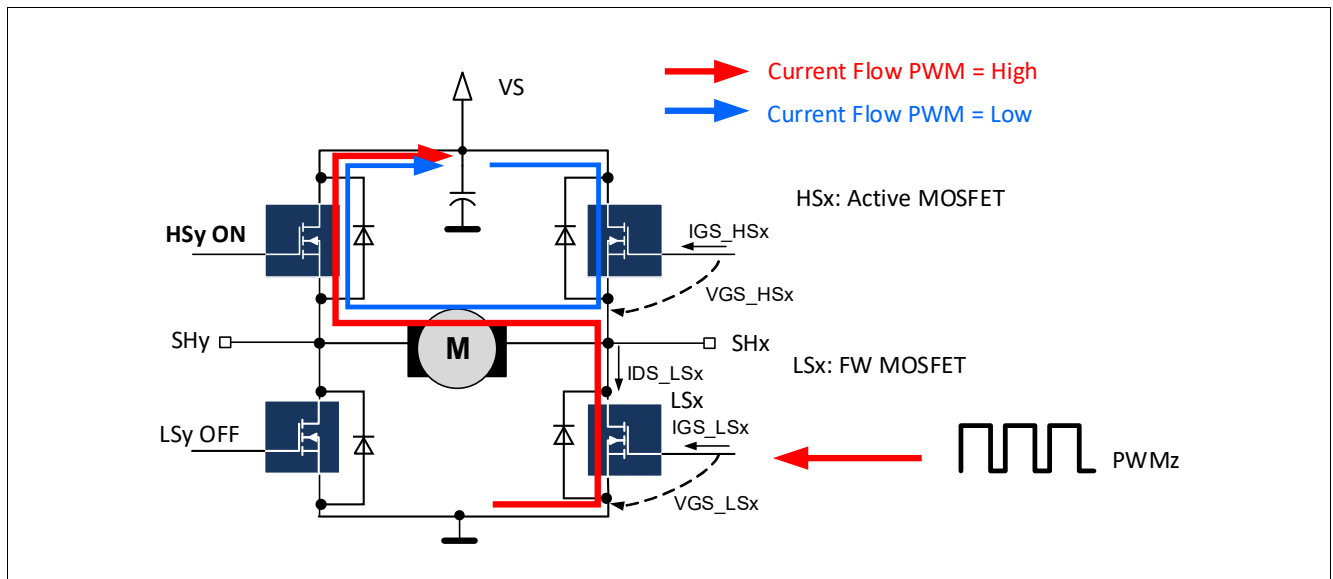 Current Flow PWM = High
VS
Current Flow PWM = Low
HSx: Active MOSFET
HSy ON
IGS_HSx
VGS_HSx
SHy
M
SHx
LSx: FW MOSFET
IDS_LSx
LSx
LSy OFF
IGS_LSx
PWMz
VGS_LSx